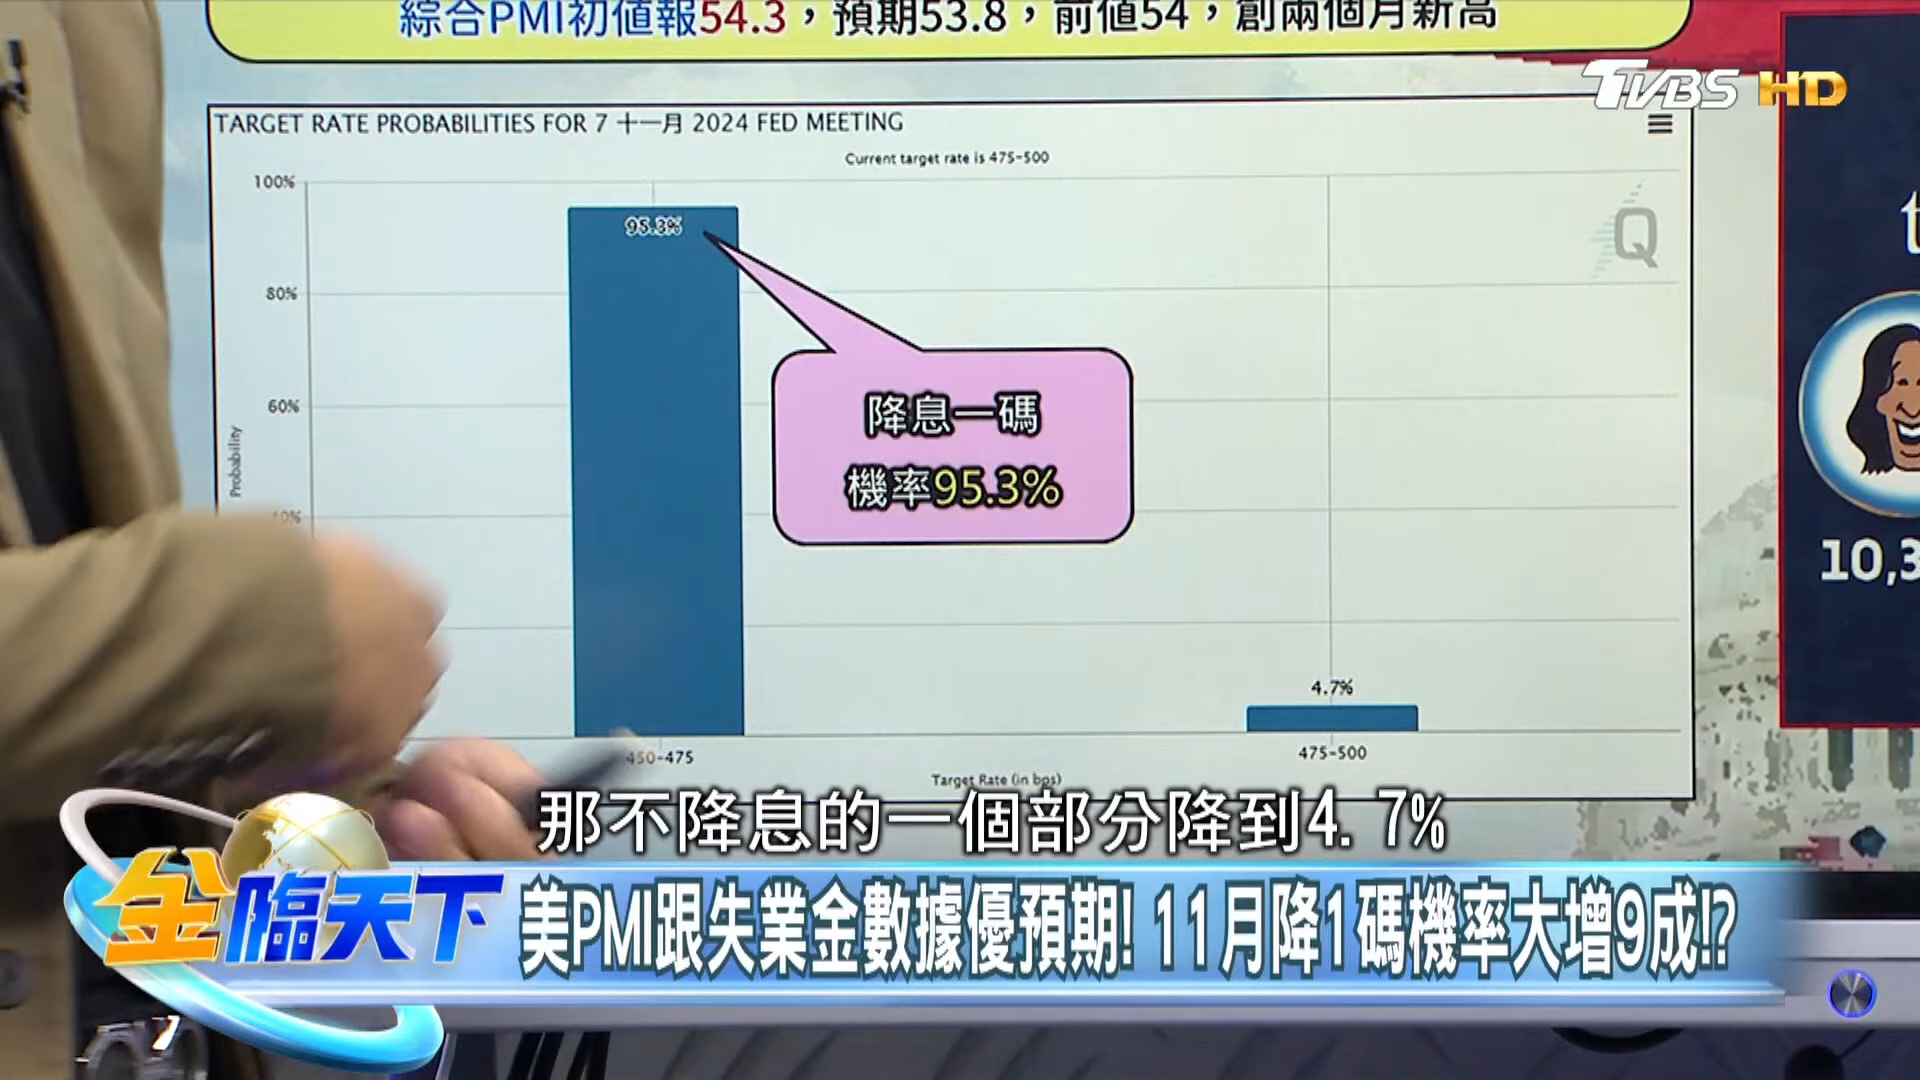 綜合PMI初值報54.3，預期53.8，前值54，創兩個月新高
TVBS HD
TARGET RATE PROBABILITIES FOR 7 十一月 2024 FED MEETING
Current target rate is 475-500
100%
95.3%
80%
Q
60%
降息一碼
機率95.3%
Probability
40%
4.7%
450-475
475-500
Target Rate (in bps)
10,3
那不降息的一個部分降到4.7%
金臨天下
美PMI跟失業金數據優預期! 11月降1碼機率大增9成!?